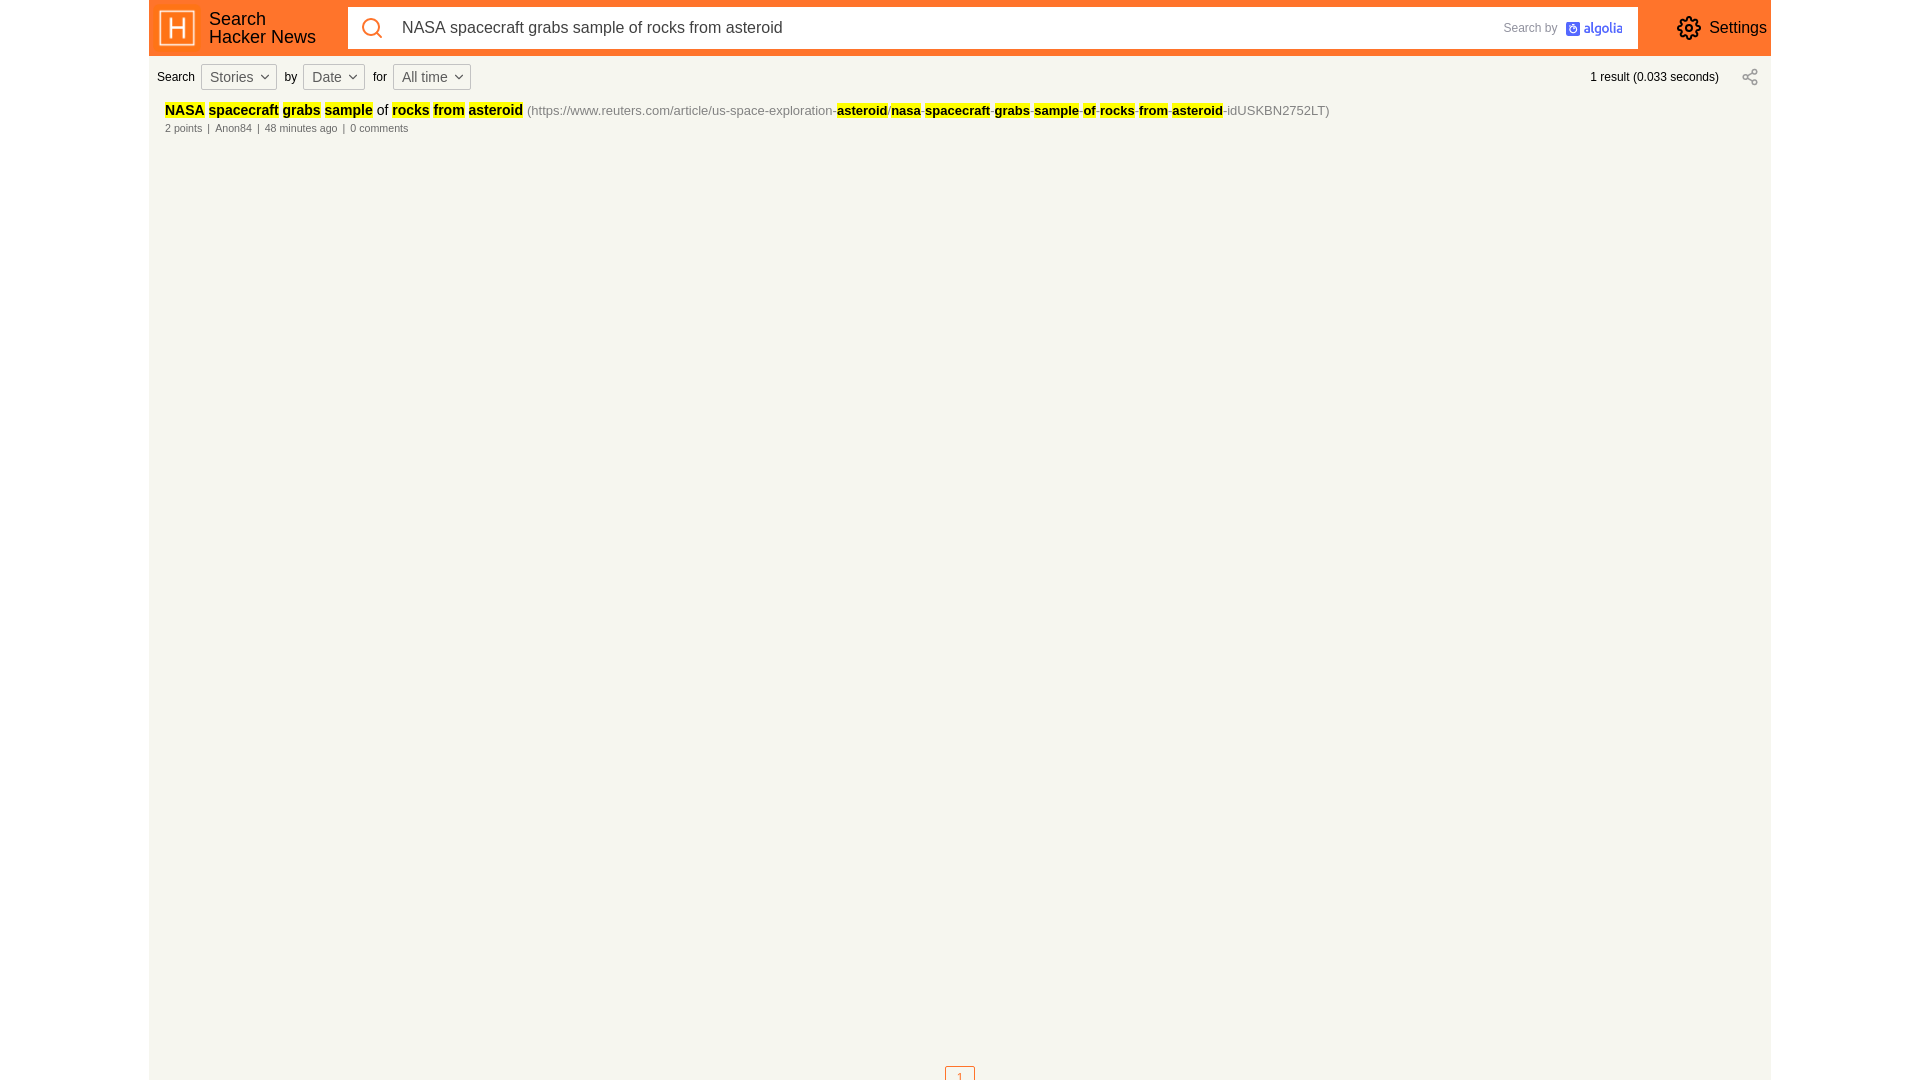 Search
Hacker News
NASA spacecraft grabs sample of rocks from asteroid
Search by algolia
Settings
Search Stories by Date for All time
1 result (0.033 seconds)
NASA spacecraft grabs sample of rocks from asteroid (https://www.reuters.com/article/us-space-exploration-asteroid/nasa-spacecraft-grabs-sample-of-rocks-from-asteroid-idUSKBN2752LT)
2 points | Anon84 | 48 minutes ago | 0 comments
1